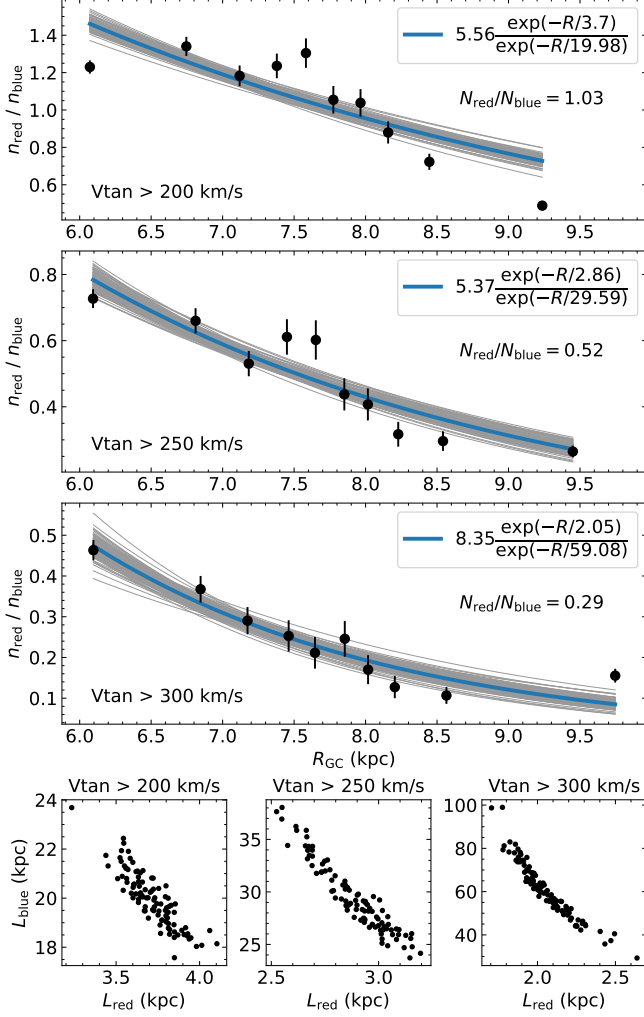 1.4
1.2
1.0
0.8
0.6
n_red / n_blue
5.56 exp(−R/3.7) / exp(−R/19.98)
N_red/N_blue = 1.03
Vtan > 200 km/s
6.0 6.5 7.0 7.5 8.0 8.5 9.0 9.5
0.8
0.6
0.4
n_red / n_blue
5.37 exp(−R/2.86) / exp(−R/29.59)
N_red/N_blue = 0.52
Vtan > 250 km/s
6.0 6.5 7.0 7.5 8.0 8.5 9.0 9.5
0.5
0.4
0.3
0.2
0.1
n_red / n_blue
8.35 exp(−R/2.05) / exp(−R/59.08)
N_red/N_blue = 0.29
Vtan > 300 km/s
6.0 6.5 7.0 7.5 8.0 8.5 9.0 9.5
R_GC (kpc)
Vtan > 200 km/s
24
22
20
18
L_blue (kpc)
3.5 4.0
L_red (kpc)
Vtan > 250 km/s
35
30
25
2.5 3.0
L_red (kpc)
Vtan > 300 km/s
100
80
60
40
2.0 2.5
L_red (kpc)